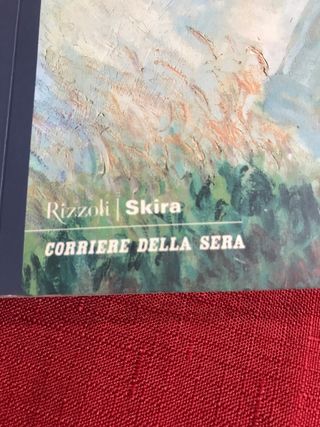 Rizzoli | Skira
CORRIERE DELLA SERA